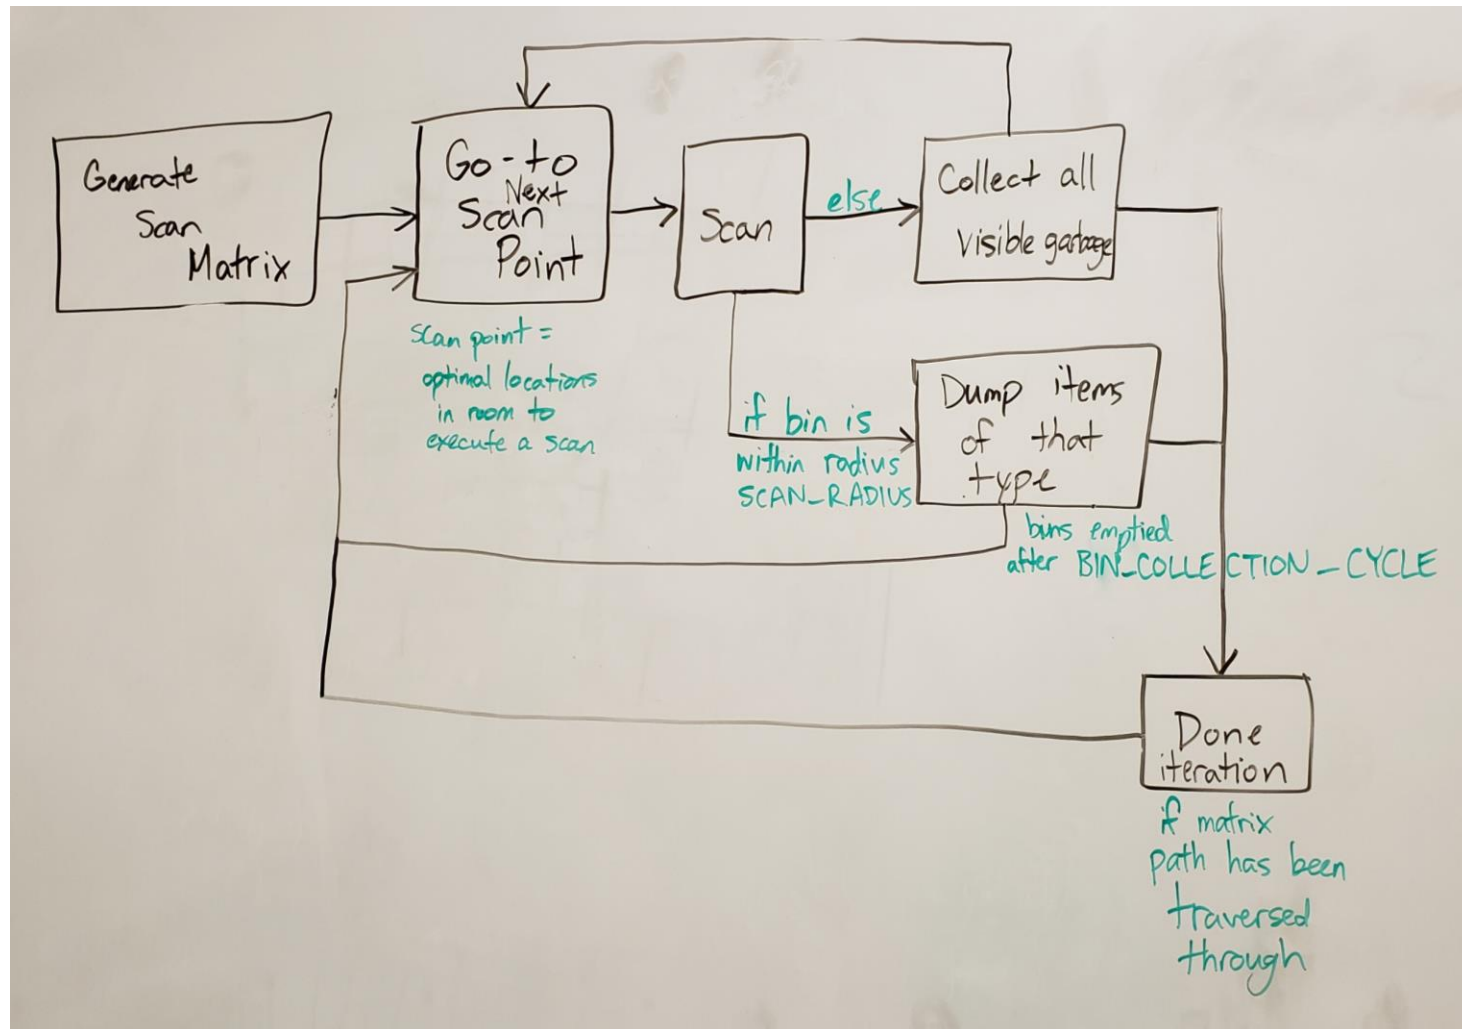 Generate
Scan
Matrix
Go-to
Next
Scan
Point
scan point =
optimal locations
in room to
execute a scan
Scan
else
Collect all
visible garbage
if bin is
within radius
SCAN_RADIUS
Dump items
of that
type
bins emptied
after BIN_COLLECTION_CYCLE
Done
iteration
if matrix
path has been
traversed
through